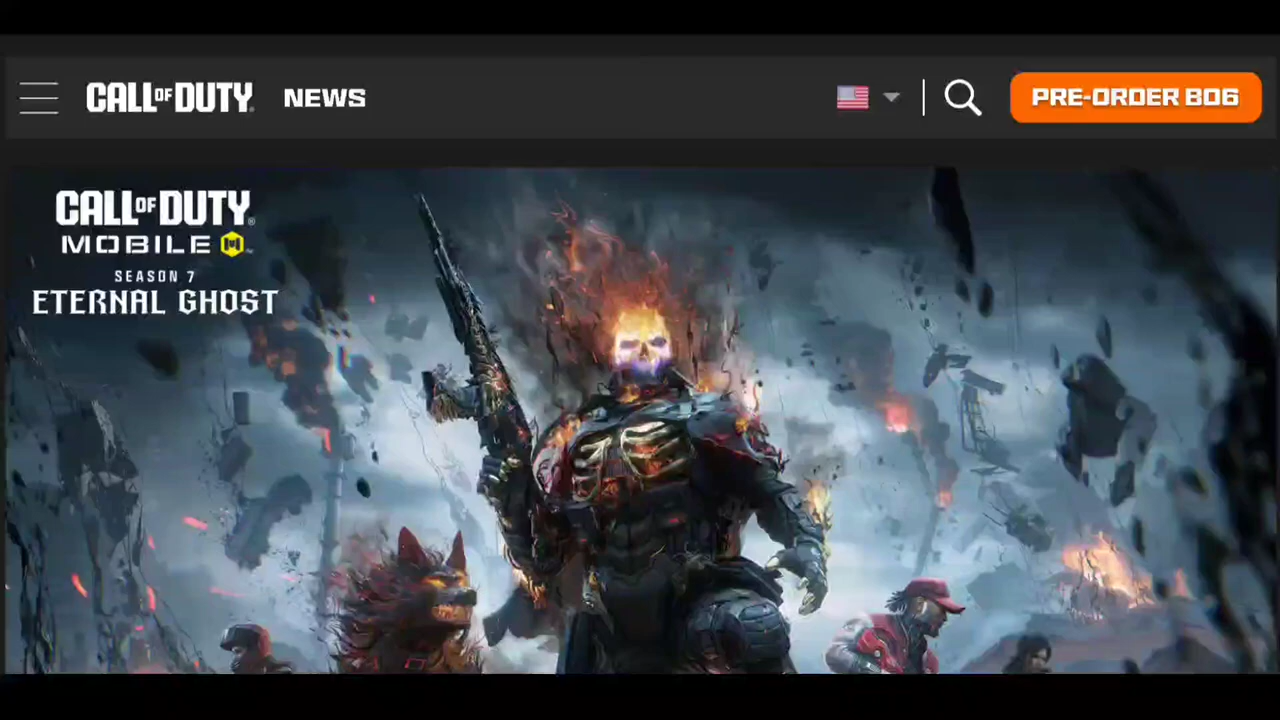 CALL OF DUTY NEWS PRE-ORDER BO6
CALL OF DUTY
MOBILE
SEASON 7
ETERNAL GHOST